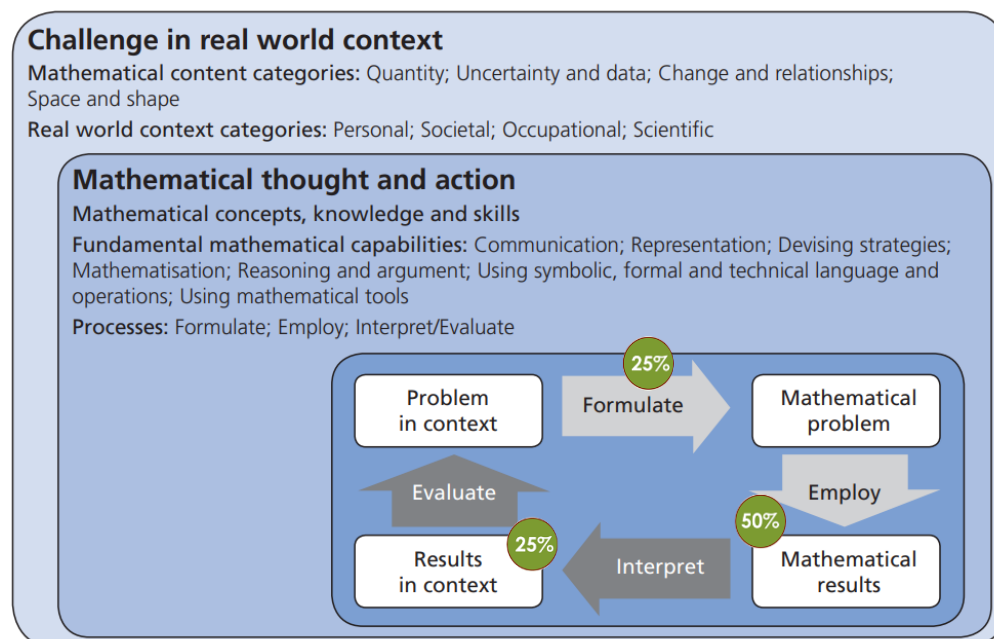 Challenge in real world context
Mathematical content categories: Quantity; Uncertainty and data; Change and relationships;
Space and shape
Real world context categories: Personal; Societal; Occupational; Scientific
Mathematical thought and action
Mathematical concepts, knowledge and skills
Fundamental mathematical capabilities: Communication; Representation; Devising strategies;
Mathematisation; Reasoning and argument; Using symbolic, formal and technical language and
operations; Using mathematical tools
Processes: Formulate; Employ; Interpret/Evaluate
25%
Problem
in context
Formulate
Mathematical
problem
Evaluate
Employ
50%
Results
in context
25%
Interpret
Mathematical
results